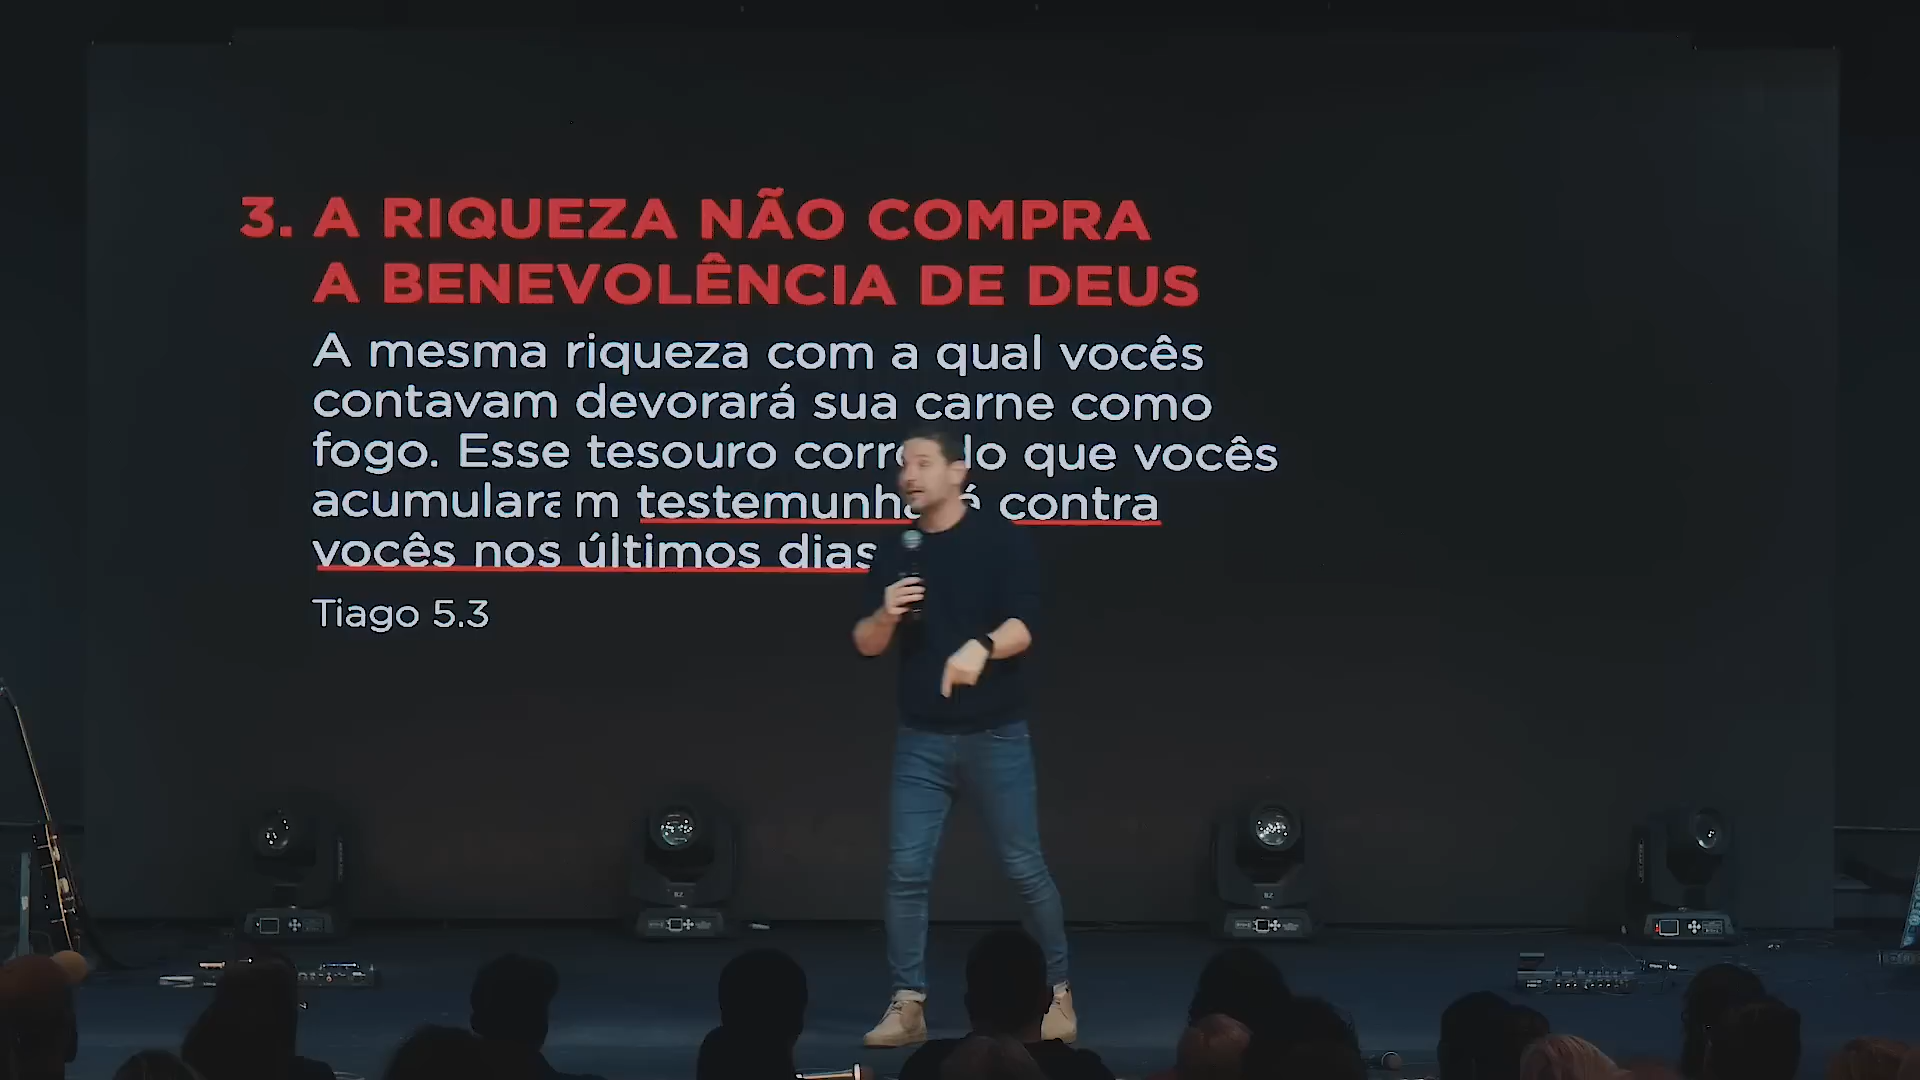 3. A RIQUEZA NÃO COMPRA
A BENEVOLÊNCIA DE DEUS
A mesma riqueza com a qual vocês
contavam devorará sua carne como
fogo. Esse tesouro que vocês
acumularam testemunhará contra
vocês nos últimos dias
Tiago 5.3